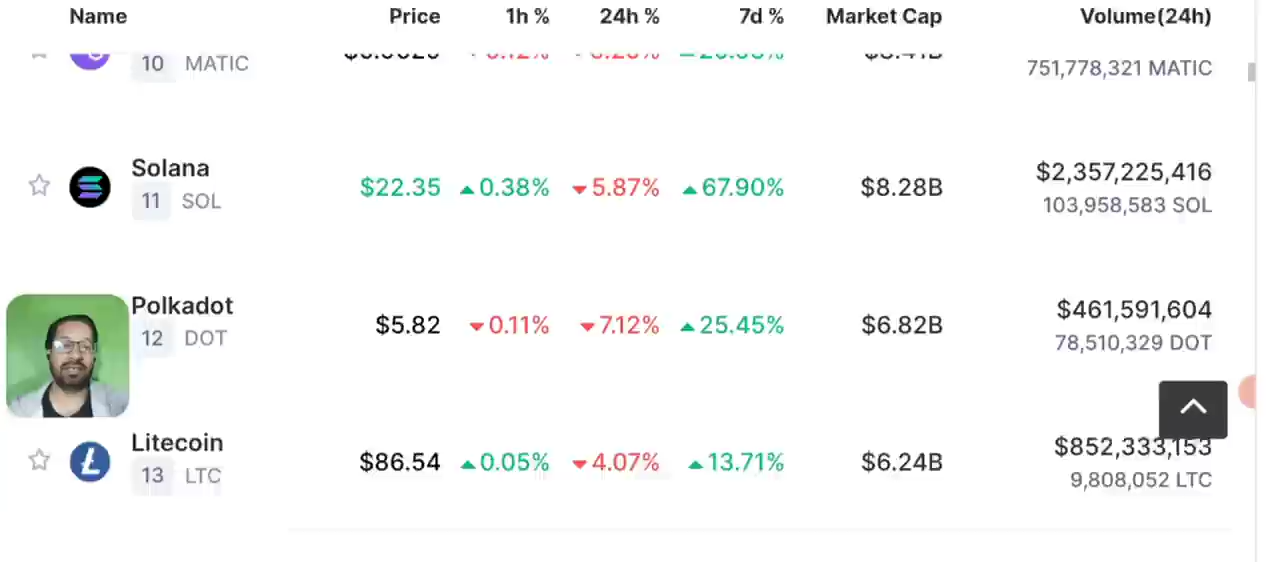 Name Price 1h % 24h % 7d % Market Cap Volume(24h)
10 MATIC 751,778,321 MATIC
Solana $2,357,225,416
$22.35 0.38% 5.87% 67.90% $8.28B
11 SOL 103,958,583 SOL
Polkadot $461,591,604
$5.82 0.11% 7.12% 25.45% $6.82B
12 DOT 78,510,329 DOT
Litecoin $852,333,153
$86.54 0.05% 4.07% 13.71% $6.24B
13 LTC 9,808,052 LTC